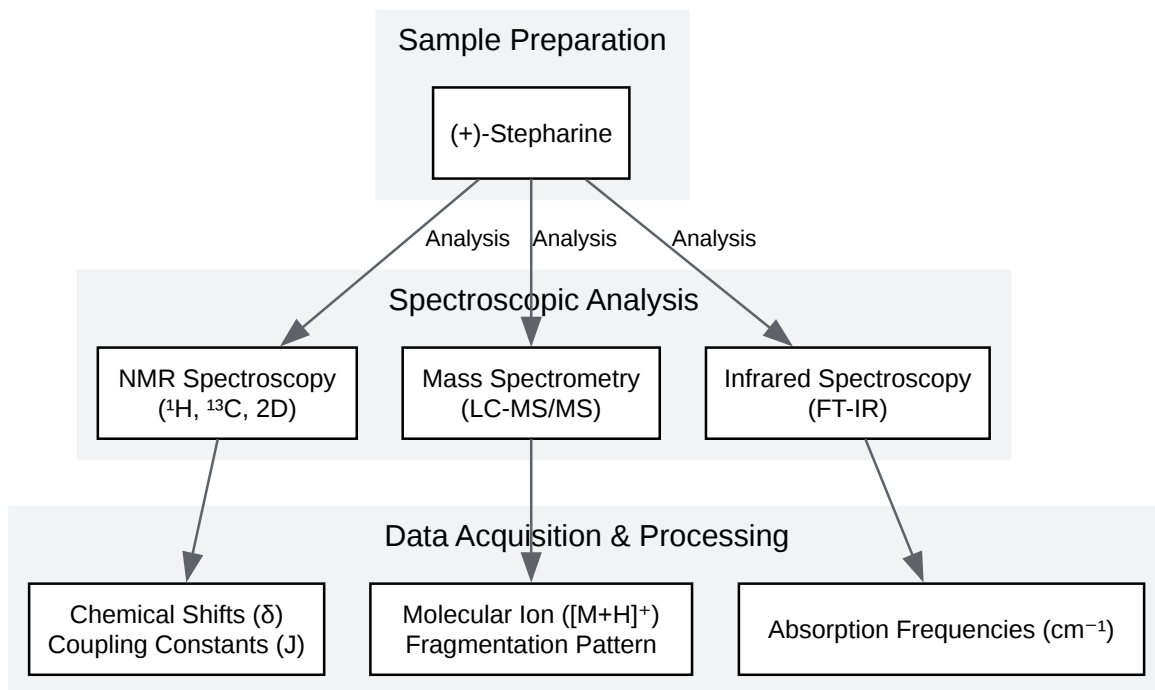 Sample Preparation
(+)-Stepharine
Analysis
Analysis
Analysis
Spectroscopic Analysis
NMR Spectroscopy
(¹H, ¹³C, 2D)
Mass Spectrometry
(LC-MS/MS)
Infrared Spectroscopy
(FT-IR)
Data Acquisition & Processing
Chemical Shifts (δ)
Coupling Constants (J)
Molecular Ion ([M+H]⁺)
Fragmentation Pattern
Absorption Frequencies (cm⁻¹)